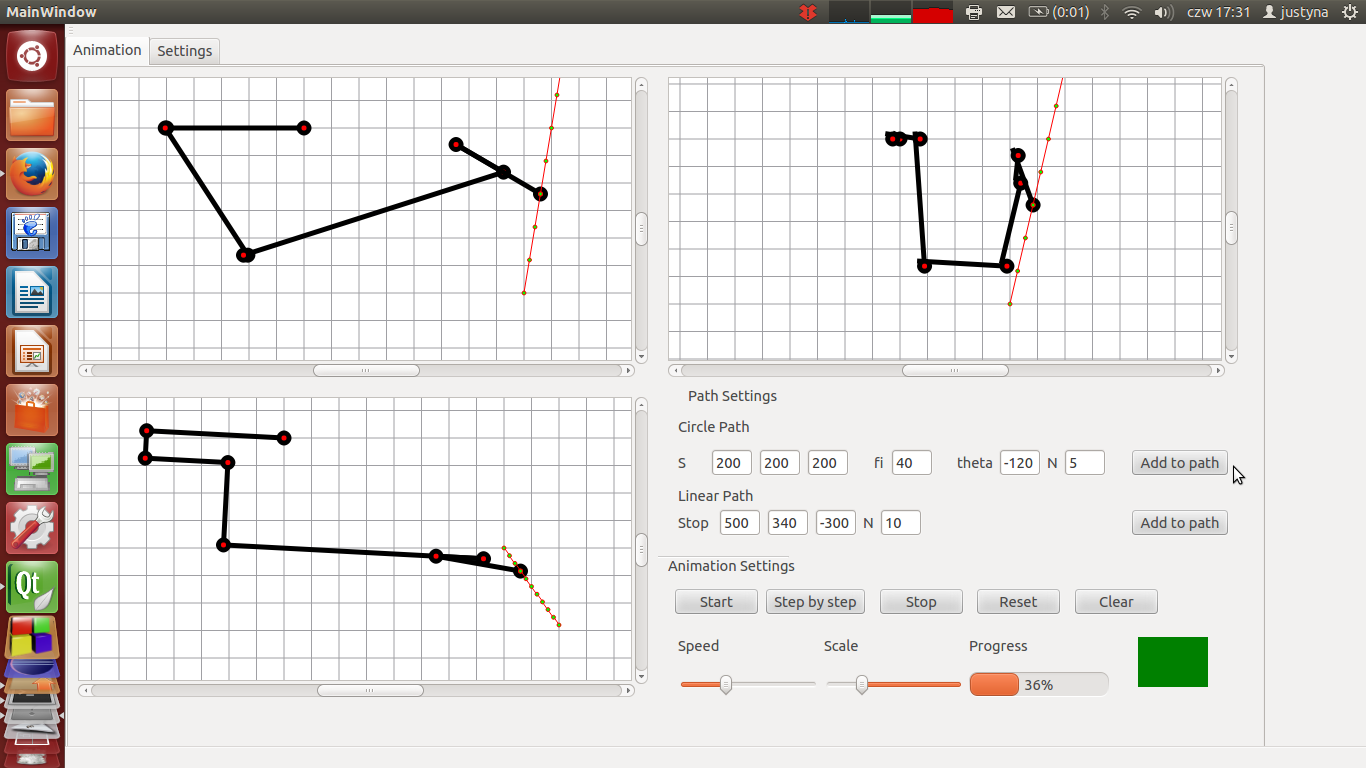 MainWindow (0:01) czw 17:31 justyna
Animation Settings
Path Settings
Circle Path
S 200 200 200 fi 40 theta -120 N 5 Add to path
Linear Path
Stop 500 340 -300 N 10 Add to path
Animation Settings
Start Step by step Stop Reset Clear
Speed Scale Progress
36%
Qt